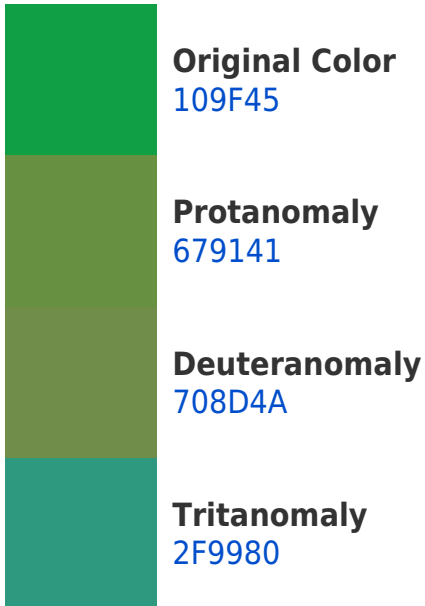 Original Color
109F45
Protanomaly
679141
Deuteranomaly
708D4A
Tritanomaly
2F9980